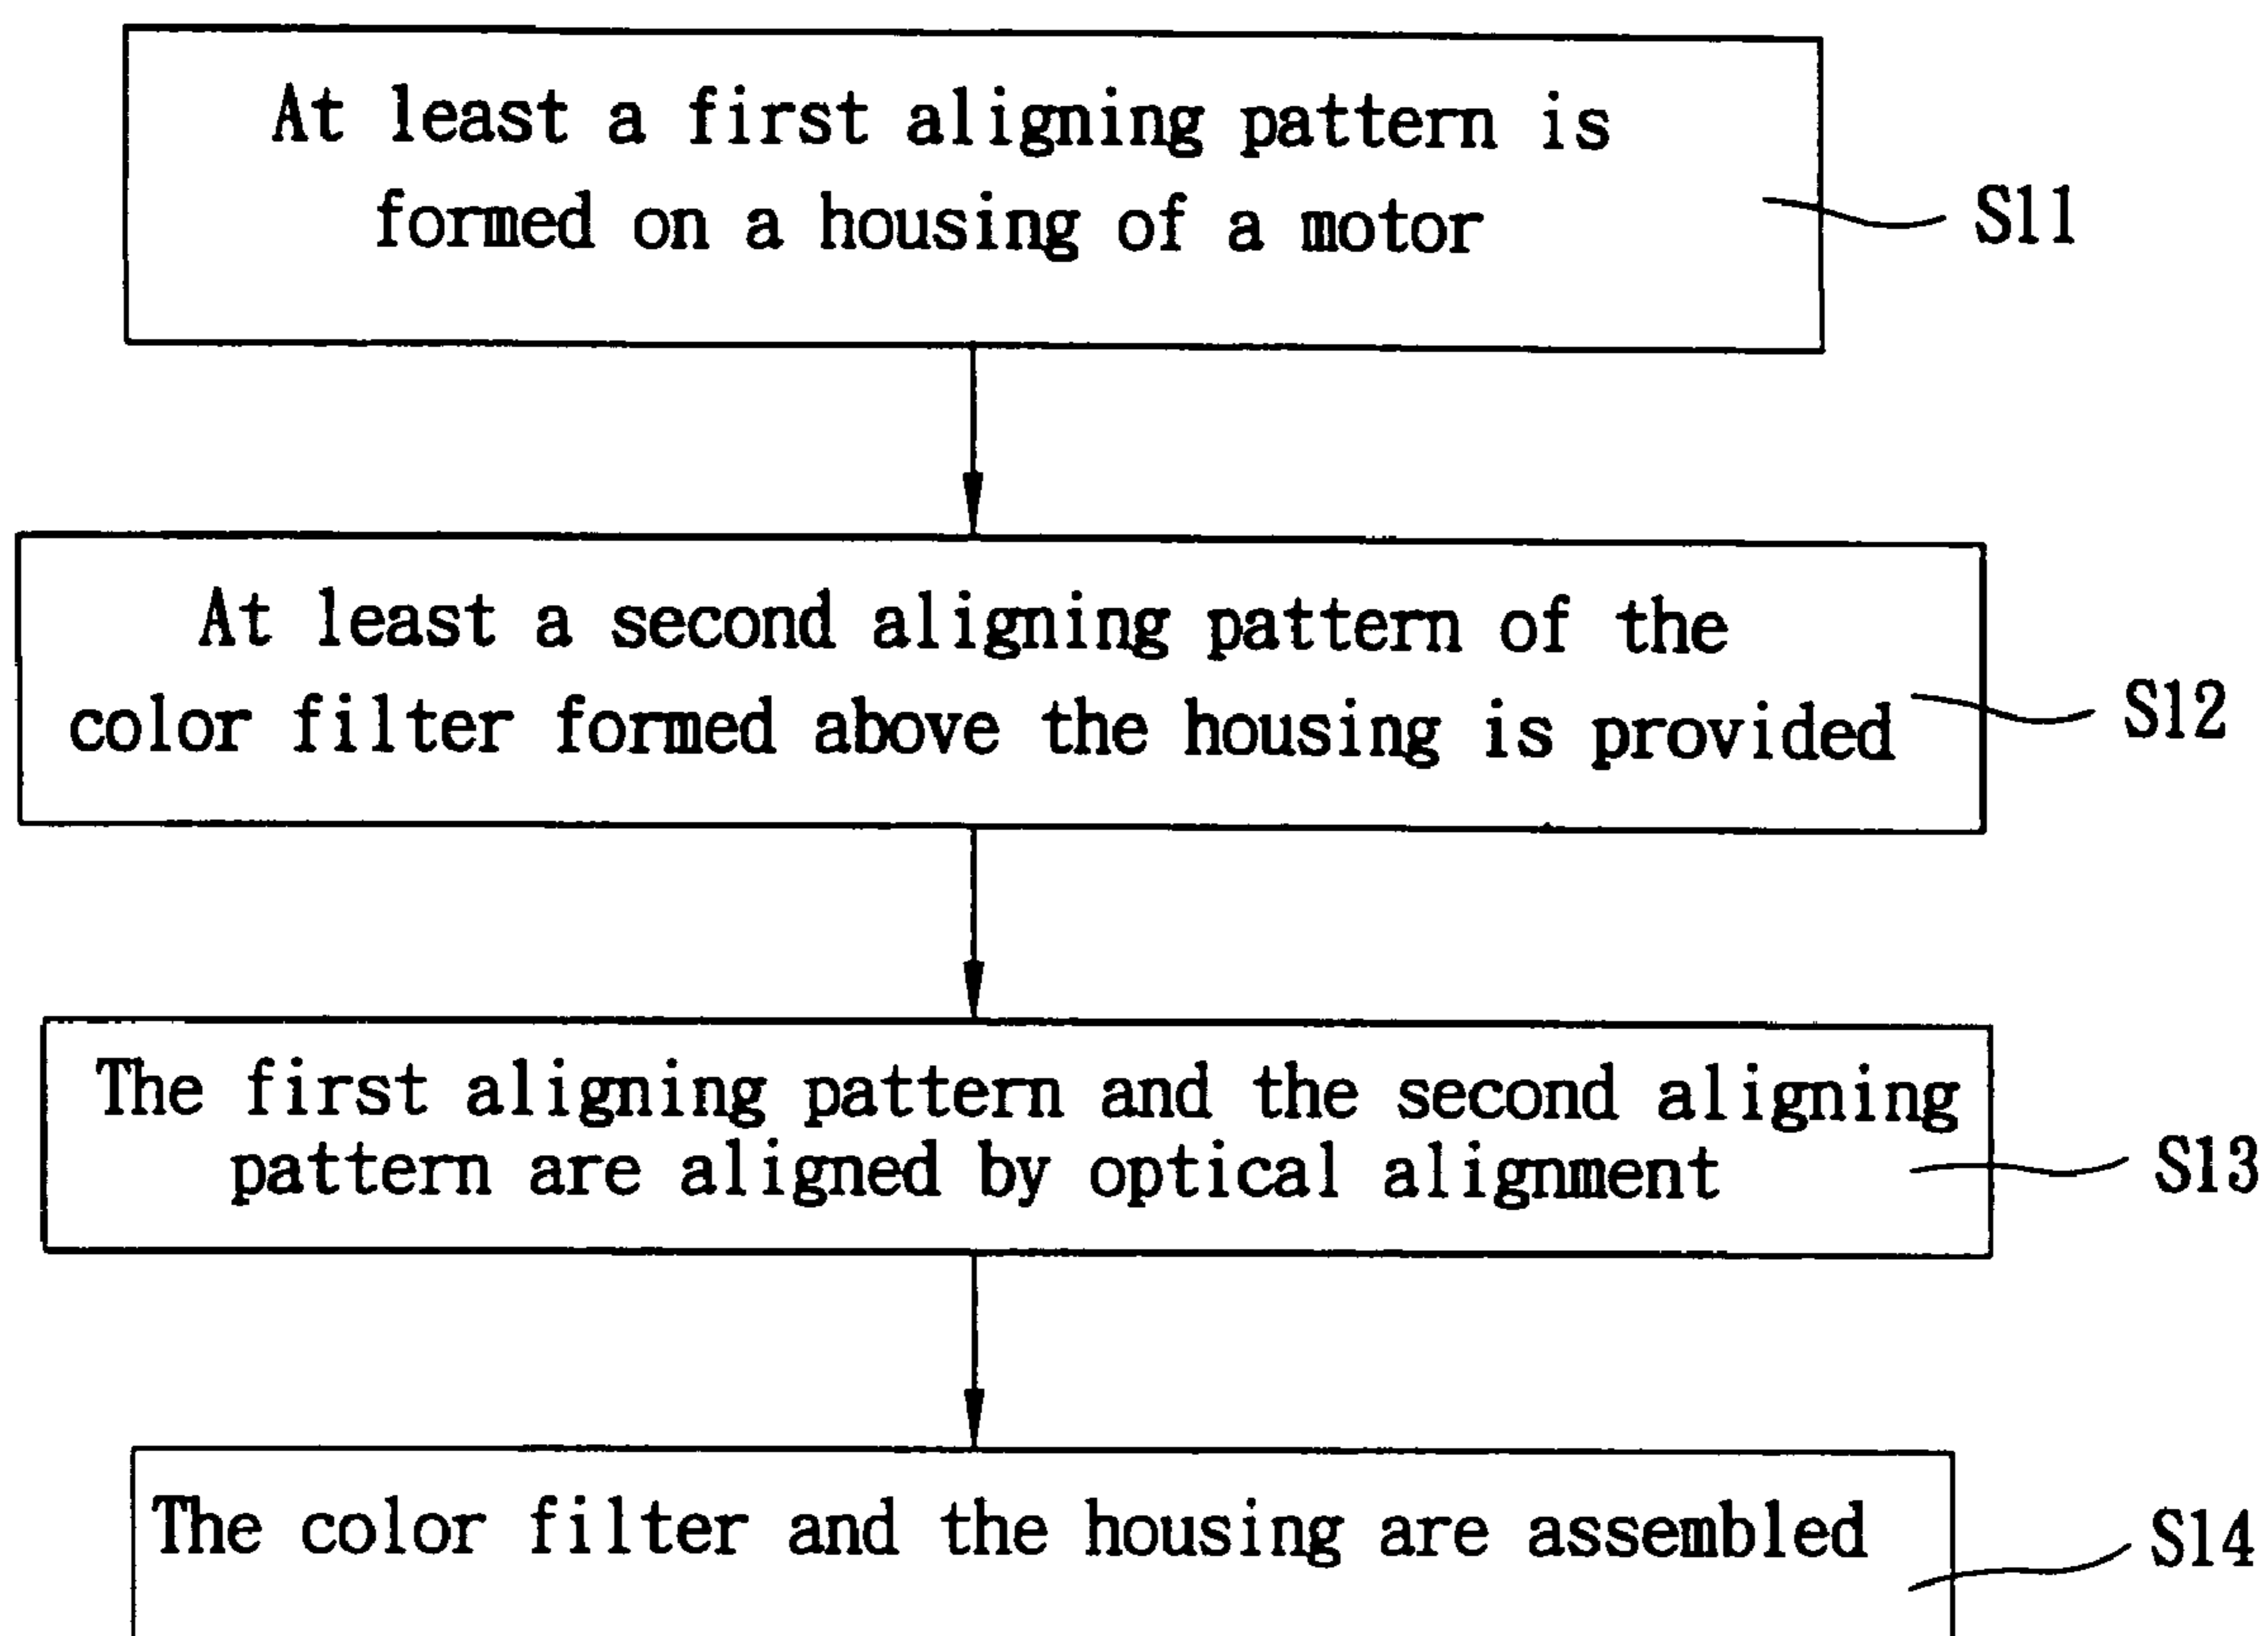 At least a first aligning pattern is
formed on a housing of a motor
S11
At least a second aligning pattern of the
color filter formed above the housing is provided
S12
The first aligning pattern and the second aligning
pattern are aligned by optical alignment
S13
The color filter and the housing are assembled
S14